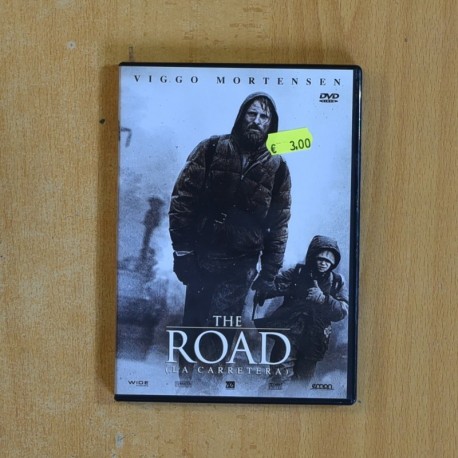 VIGGO MORTENSEN
DVD
€ 3,00
THE
ROAD
(LA CARRETERA)
WIDE